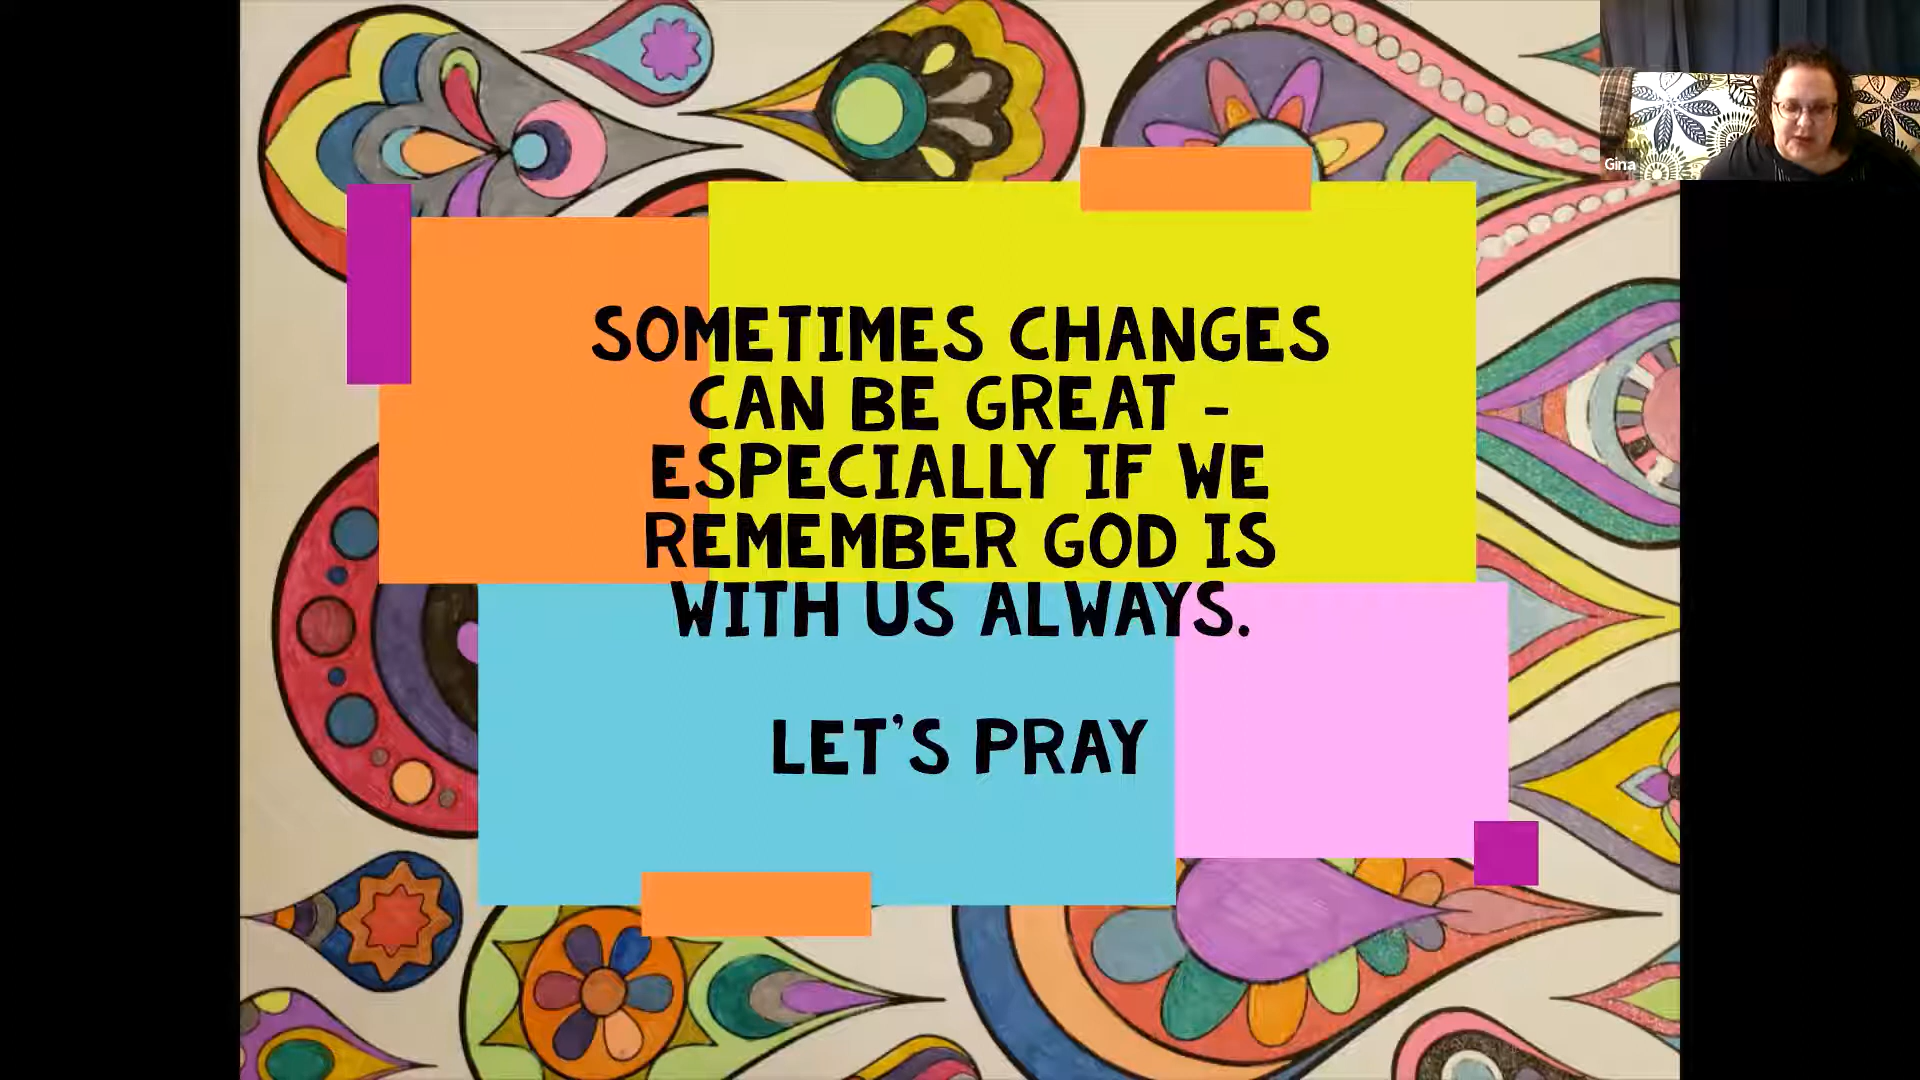 SOMETIMES CHANGES
CAN BE GREAT -
ESPECIALLY IF WE
REMEMBER GOD IS
WITH US ALWAYS.
LET'S PRAY
Gina